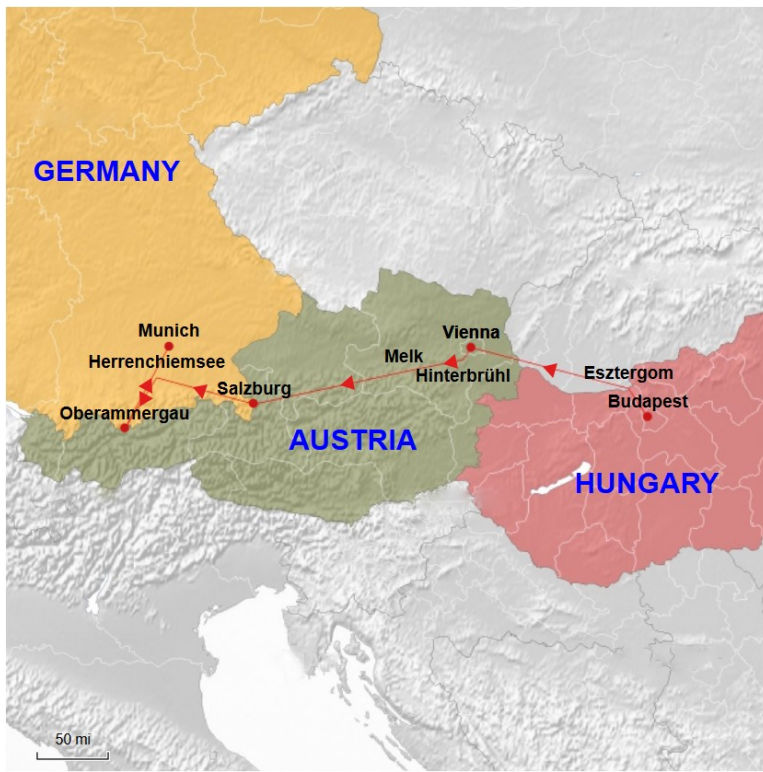 GERMANY
Munich
Vienna
Herrenchiemsee
Melk
Hinterbrühl
Esztergom
Salzburg
Budapest
Oberammergau
AUSTRIA
HUNGARY
50 mi